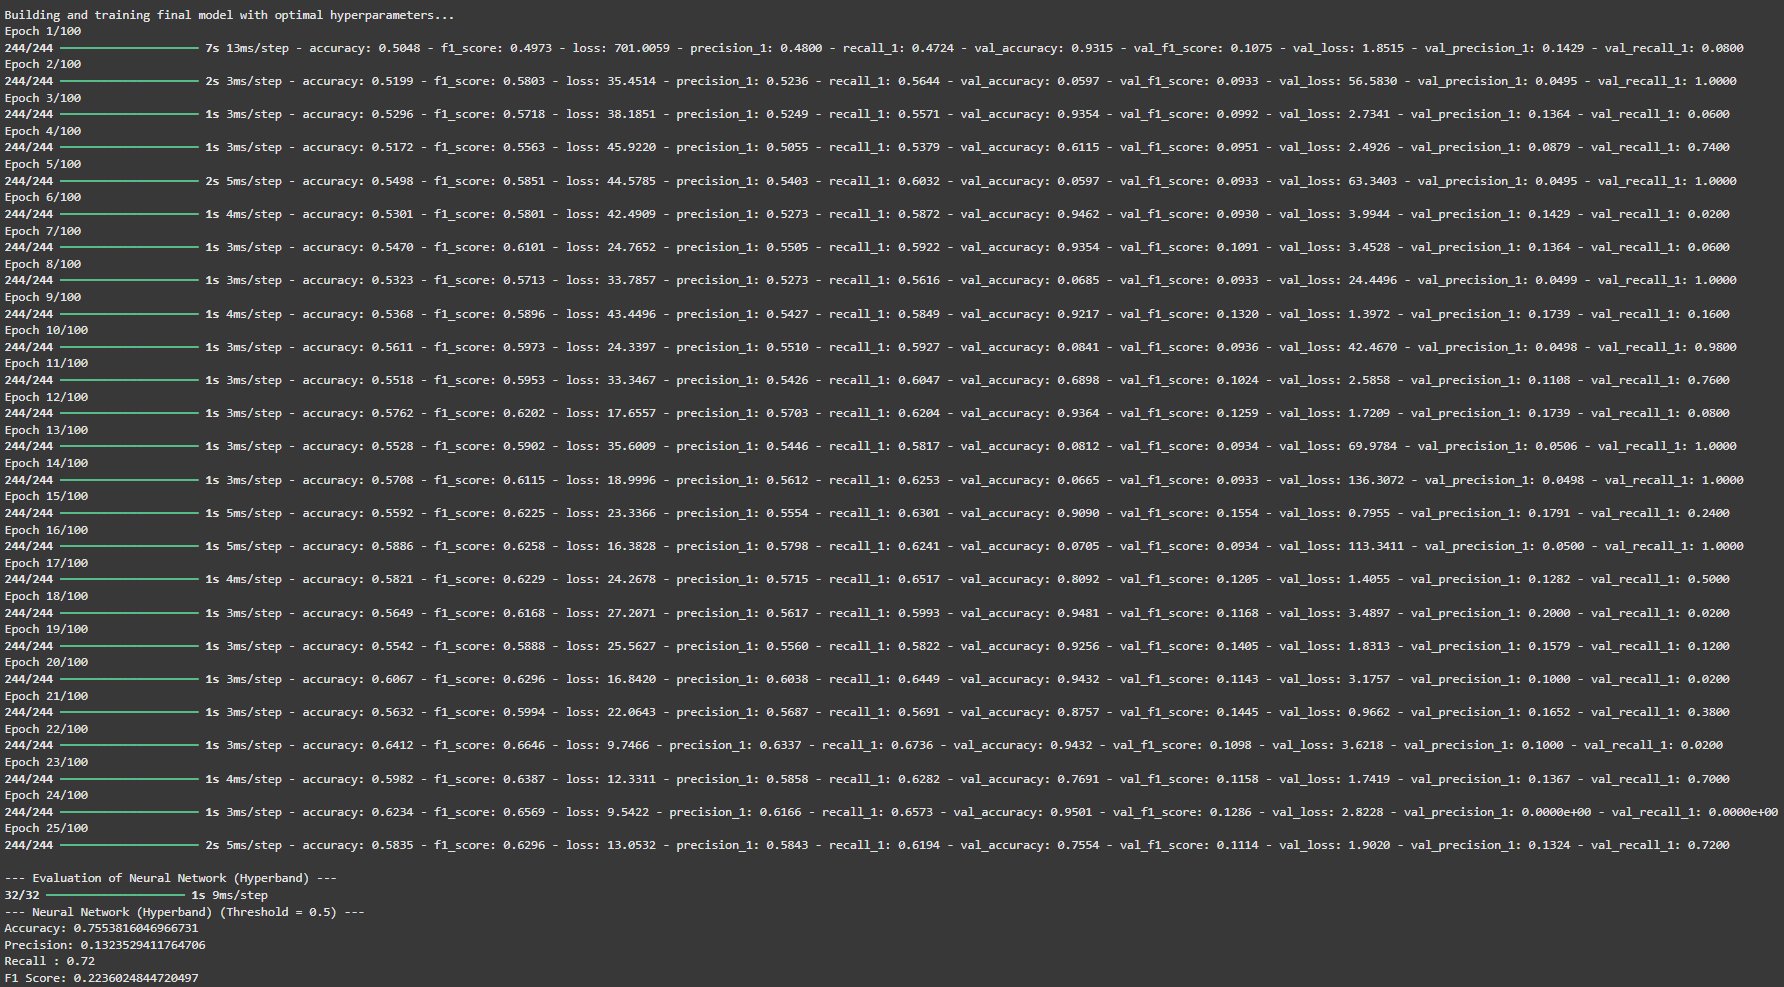 Building and training final model with optimal hyperparameters...
Epoch 1/100
244/244 ━━━━━━━━━━━━━━━━━━━━ 7s 13ms/step - accuracy: 0.5048 - f1_score: 0.4973 - loss: 701.0059 - precision_1: 0.4800 - recall_1: 0.4724 - val_accuracy: 0.9315 - val_f1_score: 0.1075 - val_loss: 1.8515 - val_precision_1: 0.1429 - val_recall_1: 0.0800
Epoch 2/100
244/244 ━━━━━━━━━━━━━━━━━━━━ 2s 3ms/step - accuracy: 0.5199 - f1_score: 0.5803 - loss: 35.4514 - precision_1: 0.5236 - recall_1: 0.5644 - val_accuracy: 0.0597 - val_f1_score: 0.0933 - val_loss: 56.5830 - val_precision_1: 0.0495 - val_recall_1: 1.0000
Epoch 3/100
244/244 ━━━━━━━━━━━━━━━━━━━━ 1s 3ms/step - accuracy: 0.5296 - f1_score: 0.5718 - loss: 38.1851 - precision_1: 0.5249 - recall_1: 0.5571 - val_accuracy: 0.9354 - val_f1_score: 0.0992 - val_loss: 2.7341 - val_precision_1: 0.1364 - val_recall_1: 0.0600
Epoch 4/100
244/244 ━━━━━━━━━━━━━━━━━━━━ 1s 3ms/step - accuracy: 0.5172 - f1_score: 0.5563 - loss: 45.9220 - precision_1: 0.5055 - recall_1: 0.5379 - val_accuracy: 0.6115 - val_f1_score: 0.0951 - val_loss: 2.4926 - val_precision_1: 0.0879 - val_recall_1: 0.7400
Epoch 5/100
244/244 ━━━━━━━━━━━━━━━━━━━━ 2s 5ms/step - accuracy: 0.5498 - f1_score: 0.5851 - loss: 44.5785 - precision_1: 0.5403 - recall_1: 0.6032 - val_accuracy: 0.0597 - val_f1_score: 0.0933 - val_loss: 63.3403 - val_precision_1: 0.0495 - val_recall_1: 1.0000
Epoch 6/100
244/244 ━━━━━━━━━━━━━━━━━━━━ 1s 4ms/step - accuracy: 0.5301 - f1_score: 0.5801 - loss: 42.4909 - precision_1: 0.5273 - recall_1: 0.5872 - val_accuracy: 0.9462 - val_f1_score: 0.0930 - val_loss: 3.9944 - val_precision_1: 0.1429 - val_recall_1: 0.0200
Epoch 7/100
244/244 ━━━━━━━━━━━━━━━━━━━━ 1s 3ms/step - accuracy: 0.5470 - f1_score: 0.6101 - loss: 24.7652 - precision_1: 0.5505 - recall_1: 0.5922 - val_accuracy: 0.9354 - val_f1_score: 0.1091 - val_loss: 3.4528 - val_precision_1: 0.1364 - val_recall_1: 0.0600
Epoch 8/100
244/244 ━━━━━━━━━━━━━━━━━━━━ 1s 3ms/step - accuracy: 0.5323 - f1_score: 0.5713 - loss: 33.7857 - precision_1: 0.5273 - recall_1: 0.5616 - val_accuracy: 0.0685 - val_f1_score: 0.0933 - val_loss: 24.4496 - val_precision_1: 0.0499 - val_recall_1: 1.0000
Epoch 9/100
244/244 ━━━━━━━━━━━━━━━━━━━━ 1s 4ms/step - accuracy: 0.5368 - f1_score: 0.5896 - loss: 43.4496 - precision_1: 0.5427 - recall_1: 0.5849 - val_accuracy: 0.9217 - val_f1_score: 0.1320 - val_loss: 1.3972 - val_precision_1: 0.1739 - val_recall_1: 0.1600
Epoch 10/100
244/244 ━━━━━━━━━━━━━━━━━━━━ 1s 3ms/step - accuracy: 0.5611 - f1_score: 0.5973 - loss: 24.3397 - precision_1: 0.5510 - recall_1: 0.5927 - val_accuracy: 0.0841 - val_f1_score: 0.0936 - val_loss: 42.4670 - val_precision_1: 0.0498 - val_recall_1: 0.9800
Epoch 11/100
244/244 ━━━━━━━━━━━━━━━━━━━━ 1s 3ms/step - accuracy: 0.5518 - f1_score: 0.5953 - loss: 33.3467 - precision_1: 0.5426 - recall_1: 0.6047 - val_accuracy: 0.6898 - val_f1_score: 0.1024 - val_loss: 2.5858 - val_precision_1: 0.1108 - val_recall_1: 0.7600
Epoch 12/100
244/244 ━━━━━━━━━━━━━━━━━━━━ 1s 3ms/step - accuracy: 0.5762 - f1_score: 0.6202 - loss: 17.6557 - precision_1: 0.5703 - recall_1: 0.6204 - val_accuracy: 0.9364 - val_f1_score: 0.1259 - val_loss: 1.7209 - val_precision_1: 0.1739 - val_recall_1: 0.0800
Epoch 13/100
244/244 ━━━━━━━━━━━━━━━━━━━━ 1s 3ms/step - accuracy: 0.5528 - f1_score: 0.5902 - loss: 35.6009 - precision_1: 0.5446 - recall_1: 0.5817 - val_accuracy: 0.0812 - val_f1_score: 0.0934 - val_loss: 69.9784 - val_precision_1: 0.0506 - val_recall_1: 1.0000
Epoch 14/100
244/244 ━━━━━━━━━━━━━━━━━━━━ 1s 3ms/step - accuracy: 0.5708 - f1_score: 0.6115 - loss: 18.9996 - precision_1: 0.5612 - recall_1: 0.6253 - val_accuracy: 0.0665 - val_f1_score: 0.0933 - val_loss: 136.3072 - val_precision_1: 0.0498 - val_recall_1: 1.0000
Epoch 15/100
244/244 ━━━━━━━━━━━━━━━━━━━━ 1s 5ms/step - accuracy: 0.5592 - f1_score: 0.6225 - loss: 23.3366 - precision_1: 0.5554 - recall_1: 0.6301 - val_accuracy: 0.9090 - val_f1_score: 0.1554 - val_loss: 0.7955 - val_precision_1: 0.1791 - val_recall_1: 0.2400
Epoch 16/100
244/244 ━━━━━━━━━━━━━━━━━━━━ 1s 5ms/step - accuracy: 0.5886 - f1_score: 0.6258 - loss: 16.3828 - precision_1: 0.5798 - recall_1: 0.6241 - val_accuracy: 0.0705 - val_f1_score: 0.0934 - val_loss: 113.3411 - val_precision_1: 0.0500 - val_recall_1: 1.0000
Epoch 17/100
244/244 ━━━━━━━━━━━━━━━━━━━━ 1s 4ms/step - accuracy: 0.5821 - f1_score: 0.6229 - loss: 24.2678 - precision_1: 0.5715 - recall_1: 0.6517 - val_accuracy: 0.8092 - val_f1_score: 0.1205 - val_loss: 1.4055 - val_precision_1: 0.1282 - val_recall_1: 0.5000
Epoch 18/100
244/244 ━━━━━━━━━━━━━━━━━━━━ 1s 3ms/step - accuracy: 0.5649 - f1_score: 0.6168 - loss: 27.2071 - precision_1: 0.5617 - recall_1: 0.5993 - val_accuracy: 0.9481 - val_f1_score: 0.1168 - val_loss: 3.4897 - val_precision_1: 0.2000 - val_recall_1: 0.0200
Epoch 19/100
244/244 ━━━━━━━━━━━━━━━━━━━━ 1s 3ms/step - accuracy: 0.5542 - f1_score: 0.5888 - loss: 25.5627 - precision_1: 0.5560 - recall_1: 0.5822 - val_accuracy: 0.9256 - val_f1_score: 0.1405 - val_loss: 1.8313 - val_precision_1: 0.1579 - val_recall_1: 0.1200
Epoch 20/100
244/244 ━━━━━━━━━━━━━━━━━━━━ 1s 3ms/step - accuracy: 0.6067 - f1_score: 0.6296 - loss: 16.8420 - precision_1: 0.6038 - recall_1: 0.6449 - val_accuracy: 0.9432 - val_f1_score: 0.1143 - val_loss: 3.1757 - val_precision_1: 0.1000 - val_recall_1: 0.0200
Epoch 21/100
244/244 ━━━━━━━━━━━━━━━━━━━━ 1s 3ms/step - accuracy: 0.5632 - f1_score: 0.5994 - loss: 22.0643 - precision_1: 0.5687 - recall_1: 0.5691 - val_accuracy: 0.8757 - val_f1_score: 0.1445 - val_loss: 0.9662 - val_precision_1: 0.1652 - val_recall_1: 0.3800
Epoch 22/100
244/244 ━━━━━━━━━━━━━━━━━━━━ 1s 3ms/step - accuracy: 0.6412 - f1_score: 0.6646 - loss: 9.7466 - precision_1: 0.6337 - recall_1: 0.6736 - val_accuracy: 0.9432 - val_f1_score: 0.1098 - val_loss: 3.6218 - val_precision_1: 0.1000 - val_recall_1: 0.0200
Epoch 23/100
244/244 ━━━━━━━━━━━━━━━━━━━━ 1s 4ms/step - accuracy: 0.5982 - f1_score: 0.6387 - loss: 12.3311 - precision_1: 0.5858 - recall_1: 0.6282 - val_accuracy: 0.7691 - val_f1_score: 0.1158 - val_loss: 1.7419 - val_precision_1: 0.1367 - val_recall_1: 0.7000
Epoch 24/100
244/244 ━━━━━━━━━━━━━━━━━━━━ 1s 3ms/step - accuracy: 0.6234 - f1_score: 0.6569 - loss: 9.5422 - precision_1: 0.6166 - recall_1: 0.6573 - val_accuracy: 0.9501 - val_f1_score: 0.1286 - val_loss: 2.8228 - val_precision_1: 0.0000e+00 - val_recall_1: 0.0000e+00
Epoch 25/100
244/244 ━━━━━━━━━━━━━━━━━━━━ 2s 5ms/step - accuracy: 0.5835 - f1_score: 0.6296 - loss: 13.0532 - precision_1: 0.5843 - recall_1: 0.6194 - val_accuracy: 0.7554 - val_f1_score: 0.1114 - val_loss: 1.9020 - val_precision_1: 0.1324 - val_recall_1: 0.7200
--- Evaluation of Neural Network (Hyperband) ---
32/32 ━━━━━━━━━━━━━━━━━━━━ 1s 9ms/step
--- Neural Network (Hyperband) (Threshold = 0.5) ---
Accuracy: 0.7553816046966731
Precision: 0.1323529411764706
Recall : 0.72
F1 Score: 0.2236024844720497